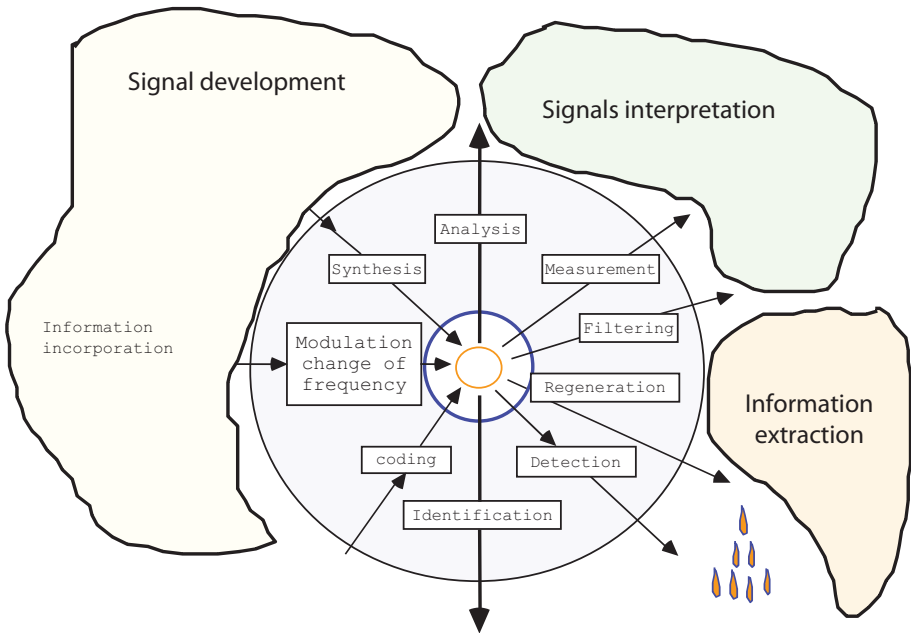 Signal development
Signals interpretation
Analysis
Synthesis
Measurement
Information
incorporation
Modulation
change of
frequency
Filtering
Regeneration
Information
extraction
coding
Detection
Identification